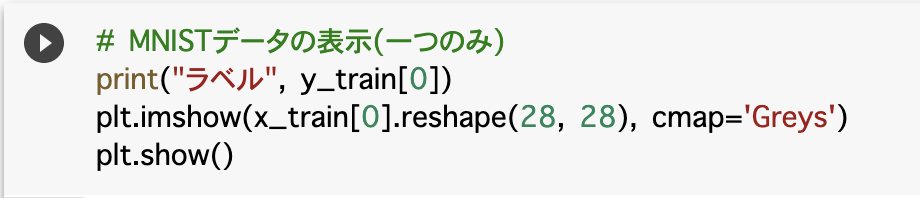 # MNISTデータの表示(一つのみ)
print("ラベル", y_train[0])
plt.imshow(x_train[0].reshape(28, 28), cmap='Greys')
plt.show()